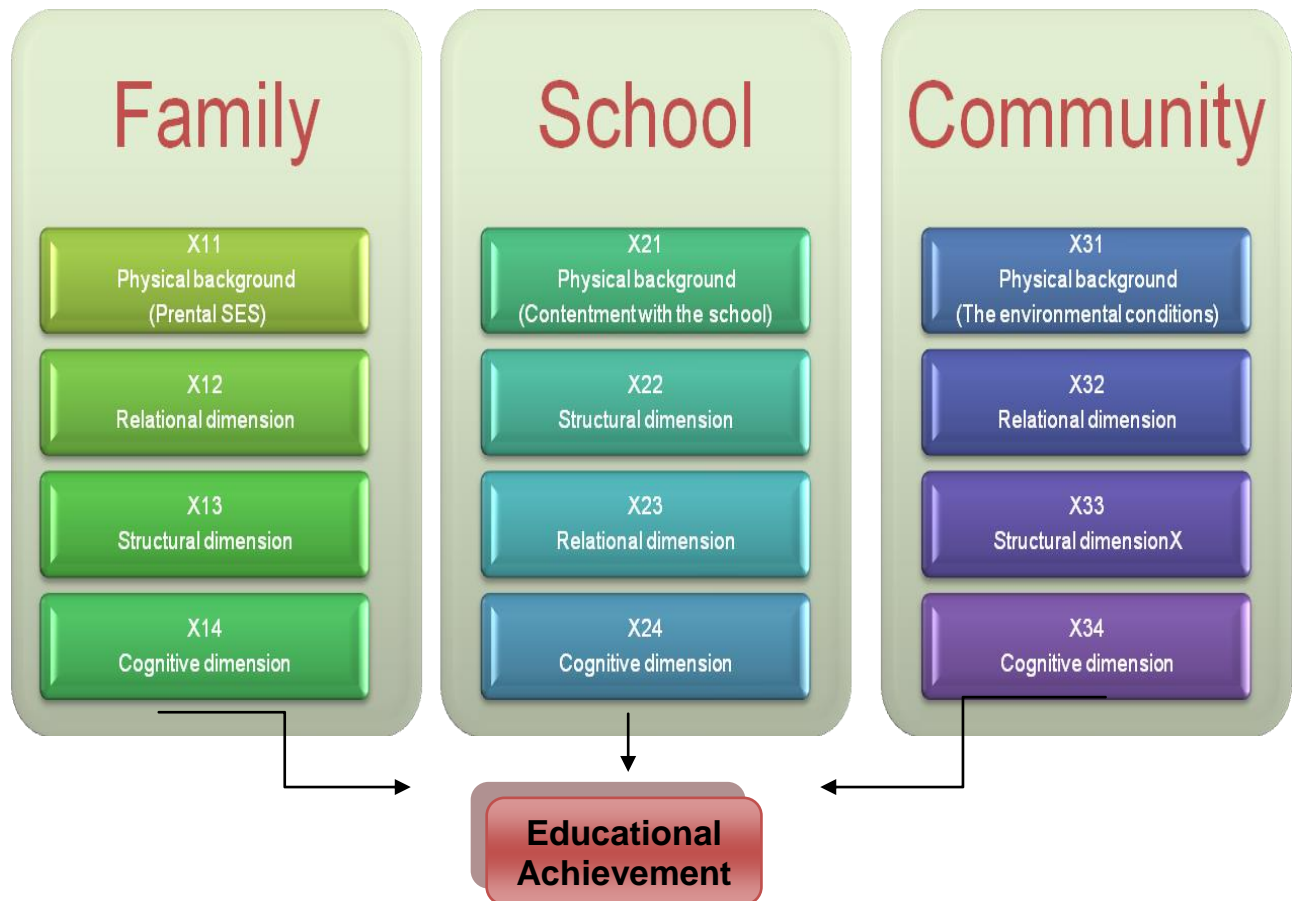 Family
X11
Physical background
(Prental SES)
X12
Relational dimension
X13
Structural dimension
X14
Cognitive dimension
School
X21
Physical background
(Contentment with the school)
X22
Structural dimension
X23
Relational dimension
X24
Cognitive dimension
Community
X31
Physical background
(The environmental conditions)
X32
Relational dimension
X33
Structural dimensionX
X34
Cognitive dimension
Educational
Achievement